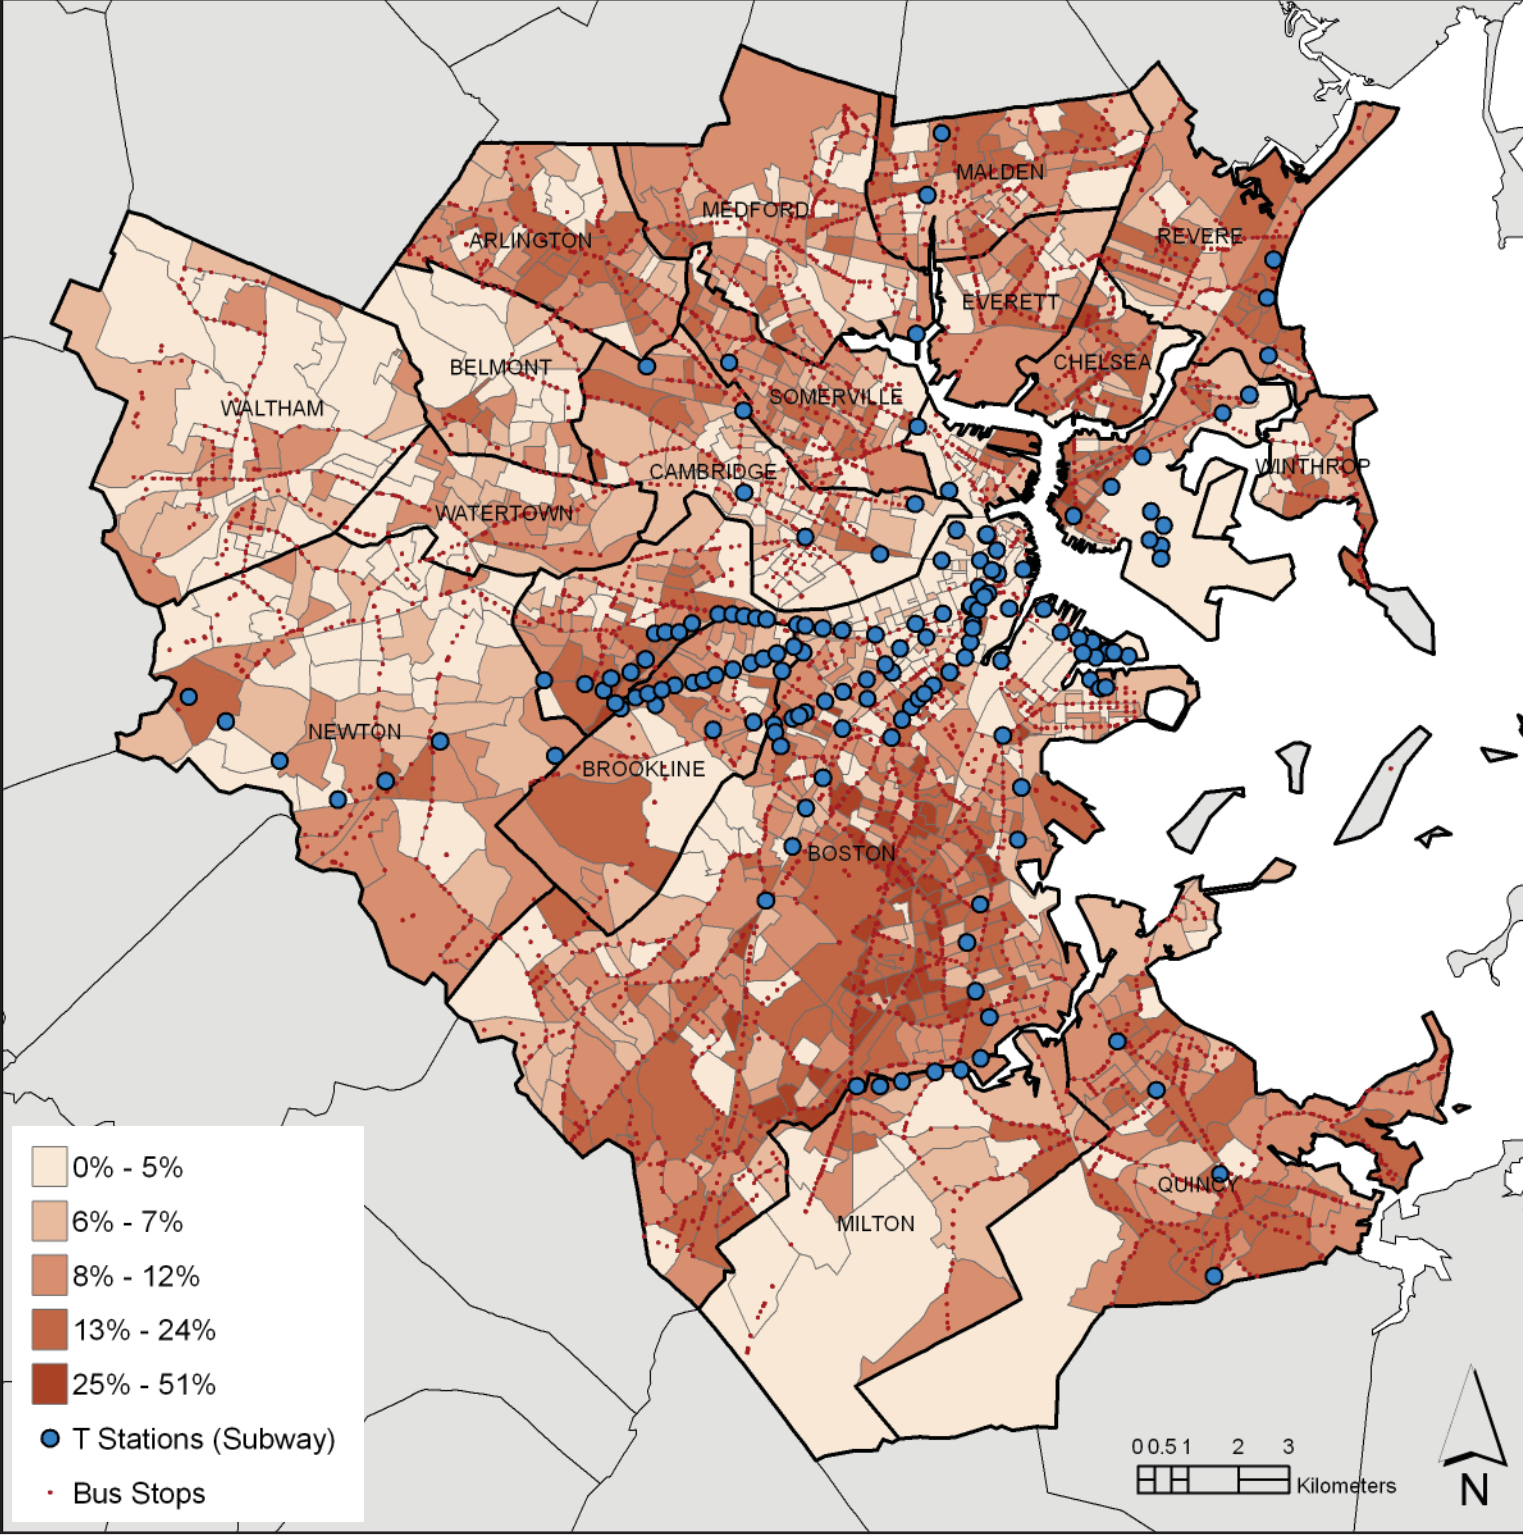 MALDEN
MEDFORD
REVERE
ARLINGTON
EVERETT
CHELSEA
BELMONT
SOMERVILLE
WALTHAM
WINTHROP
CAMBRIDGE
WATERTOWN
NEWTON
BROOKLINE
BOSTON
QUINCY
MILTON
0% - 5%
6% - 7%
8% - 12%
13% - 24%
25% - 51%
T Stations (Subway)
Bus Stops
0 0.5 1 2 3
Kilometers
N